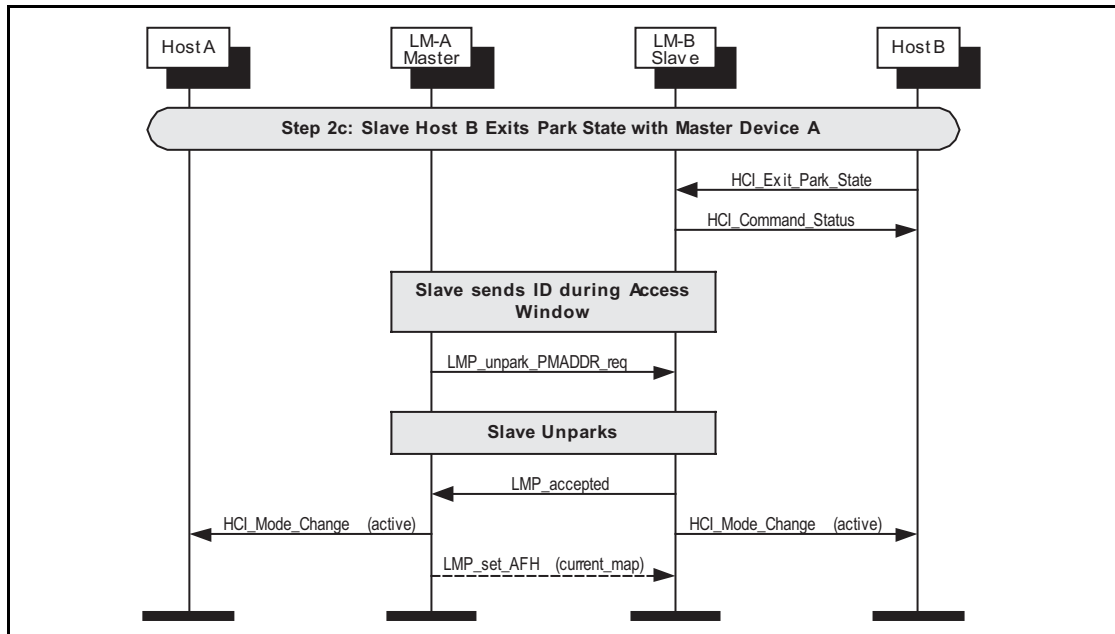 Host A
LM-A
Master
LM-B
Slave
Host B
Step 2c: Slave Host B Exits Park State with Master Device A
HCI_Exit_Park_State
HCI_Command_Status
Slave sends ID during Access
Window
LMP_unpark_PMADDR_req
Slave Unparks
LMP_accepted
HCI_Mode_Change (active)
HCI_Mode_Change (active)
LMP_set_AFH (current_map)